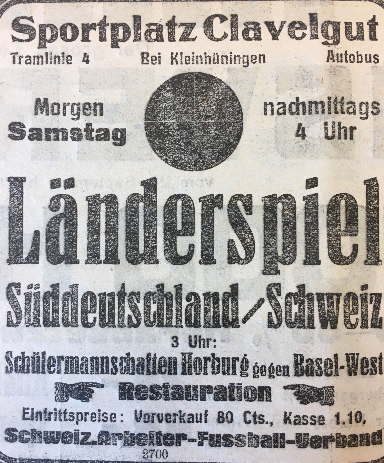 Sportplatz Clavelgut
Tramlinie 4 Bei Kleinhüningen Autobus
Morgen nachmittags
Samstag 4 Uhr
Länderspiel
Süddeutschland/Schweiz
3 Uhr:
Schülermannschaften Horburg gegen Basel-West
Restauration
Eintrittspreise: Vorverkauf 80 Cts., Kasse 1.10,
Schweiz.Arbeiter-Fussball-Verband
3700